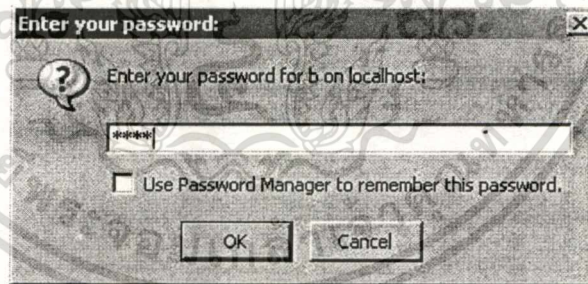 Enter your password:
Enter your password for b on localhost:
****
Use Password Manager to remember this password.
OK Cancel